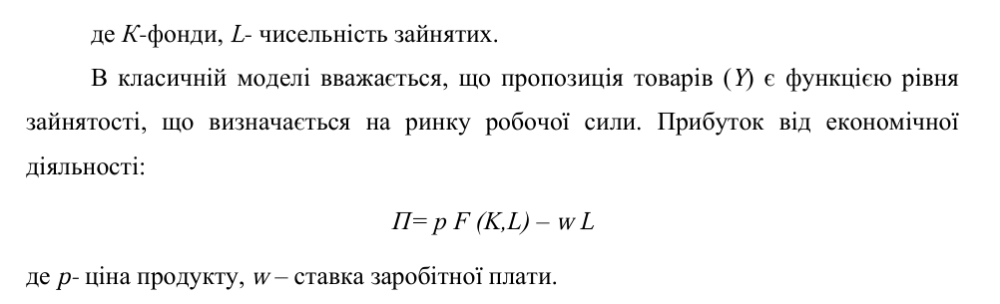 де К-фонди, L- чисельність зайнятих.
В класичній моделі вважається, що пропозиція товарів (Y) є функцією рівня
зайнятості, що визначається на ринку робочої сили. Прибуток від економічної
діяльності:
П= p F (K,L) – w L
де p- ціна продукту, w – ставка заробітної плати.